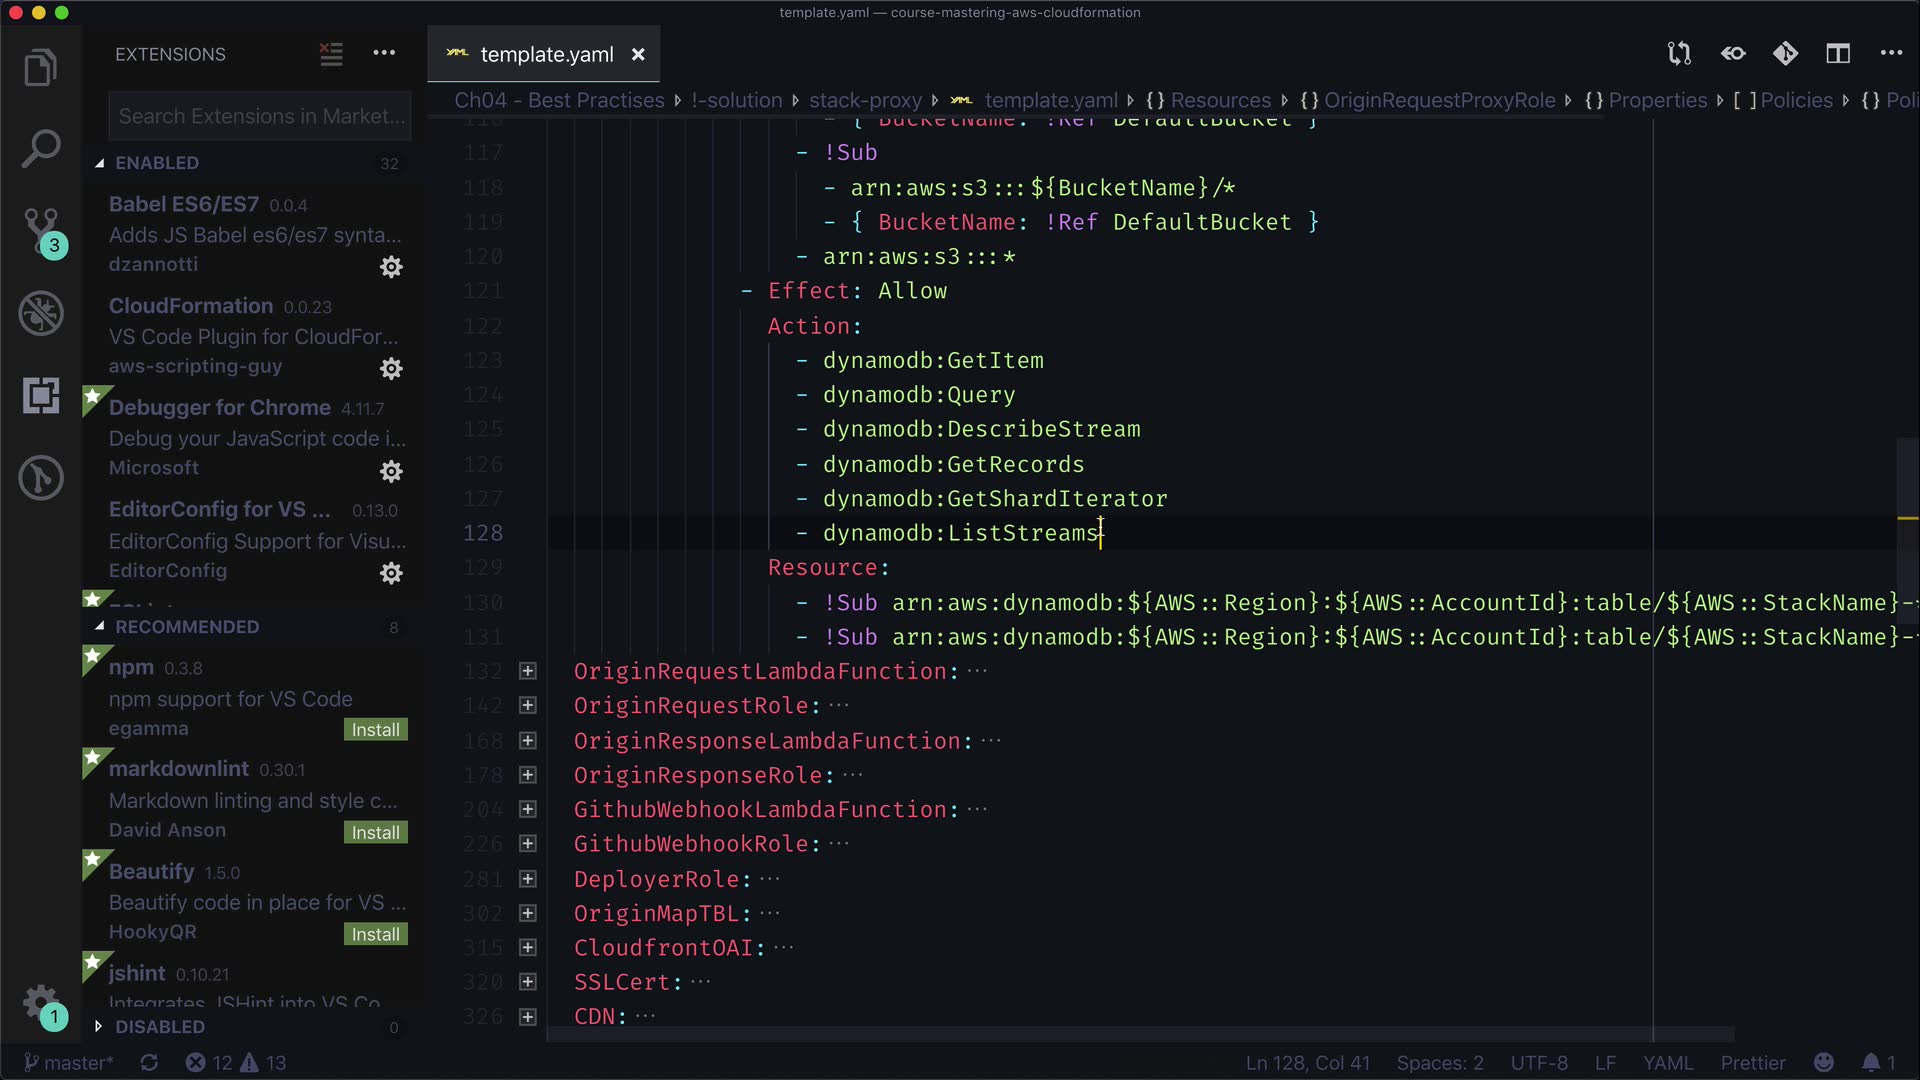 template.yaml — course-mastering-aws-cloudformation
EXTENSIONS
Search Extensions in Market...
ENABLED 32
Babel ES6/ES7 0.0.4
Adds JS Babel es6/es7 synta...
dzannotti
CloudFormation 0.0.23
VS Code Plugin for CloudFor...
aws-scripting-guy
Debugger for Chrome 4.11.7
Debug your JavaScript code i...
Microsoft
EditorConfig for VS ... 0.13.0
EditorConfig Support for Visu...
EditorConfig
RECOMMENDED 8
npm 0.3.8
npm support for VS Code
egamma Install
markdownlint 0.30.1
Markdown linting and style c...
David Anson Install
Beautify 1.5.0
Beautify code in place for VS ...
HookyQR Install
jshint 0.10.21
Integrates JSHint into VS Co
DISABLED 0
3
1
YAML template.yaml ×
Ch04 - Best Practises !-solution stack-proxy YAML template.yaml {} Resources {} OriginRequestProxyRole {} Properties [ ] Policies {} Poli
116 - { BucketName: !Ref DefaultBucket }
117 - !Sub
118 - arn:aws:s3:::${BucketName}/*
119 - { BucketName: !Ref DefaultBucket }
120 - arn:aws:s3:::*
121 - Effect: Allow
122 Action:
123 - dynamodb:GetItem
124 - dynamodb:Query
125 - dynamodb:DescribeStream
126 - dynamodb:GetRecords
127 - dynamodb:GetShardIterator
128 - dynamodb:ListStreams
129 Resource:
130 - !Sub arn:aws:dynamodb:${AWS::Region}:${AWS::AccountId}:table/${AWS::StackName}-
131 - !Sub arn:aws:dynamodb:${AWS::Region}:${AWS::AccountId}:table/${AWS::StackName}-
132 OriginRequestLambdaFunction: ...
142 OriginRequestRole: ...
168 OriginResponseLambdaFunction: ...
178 OriginResponseRole: ...
204 GithubWebhookLambdaFunction: ...
226 GithubWebhookRole: ...
281 DeployerRole: ...
302 OriginMapTBL: ...
315 CloudfrontOAI: ...
320 SSLCert: ...
326 CDN: ...
master* 12 13 Ln 128, Col 41 Spaces: 2 UTF-8 LF YAML Prettier 1